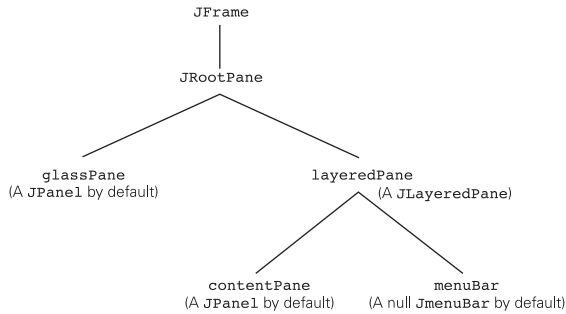 JFrame
JRootPane
glassPane
(A JPanel by default)
layeredPane
(A JLayeredPane)
contentPane
(A JPanel by default)
menuBar
(A null JmenuBar by default)